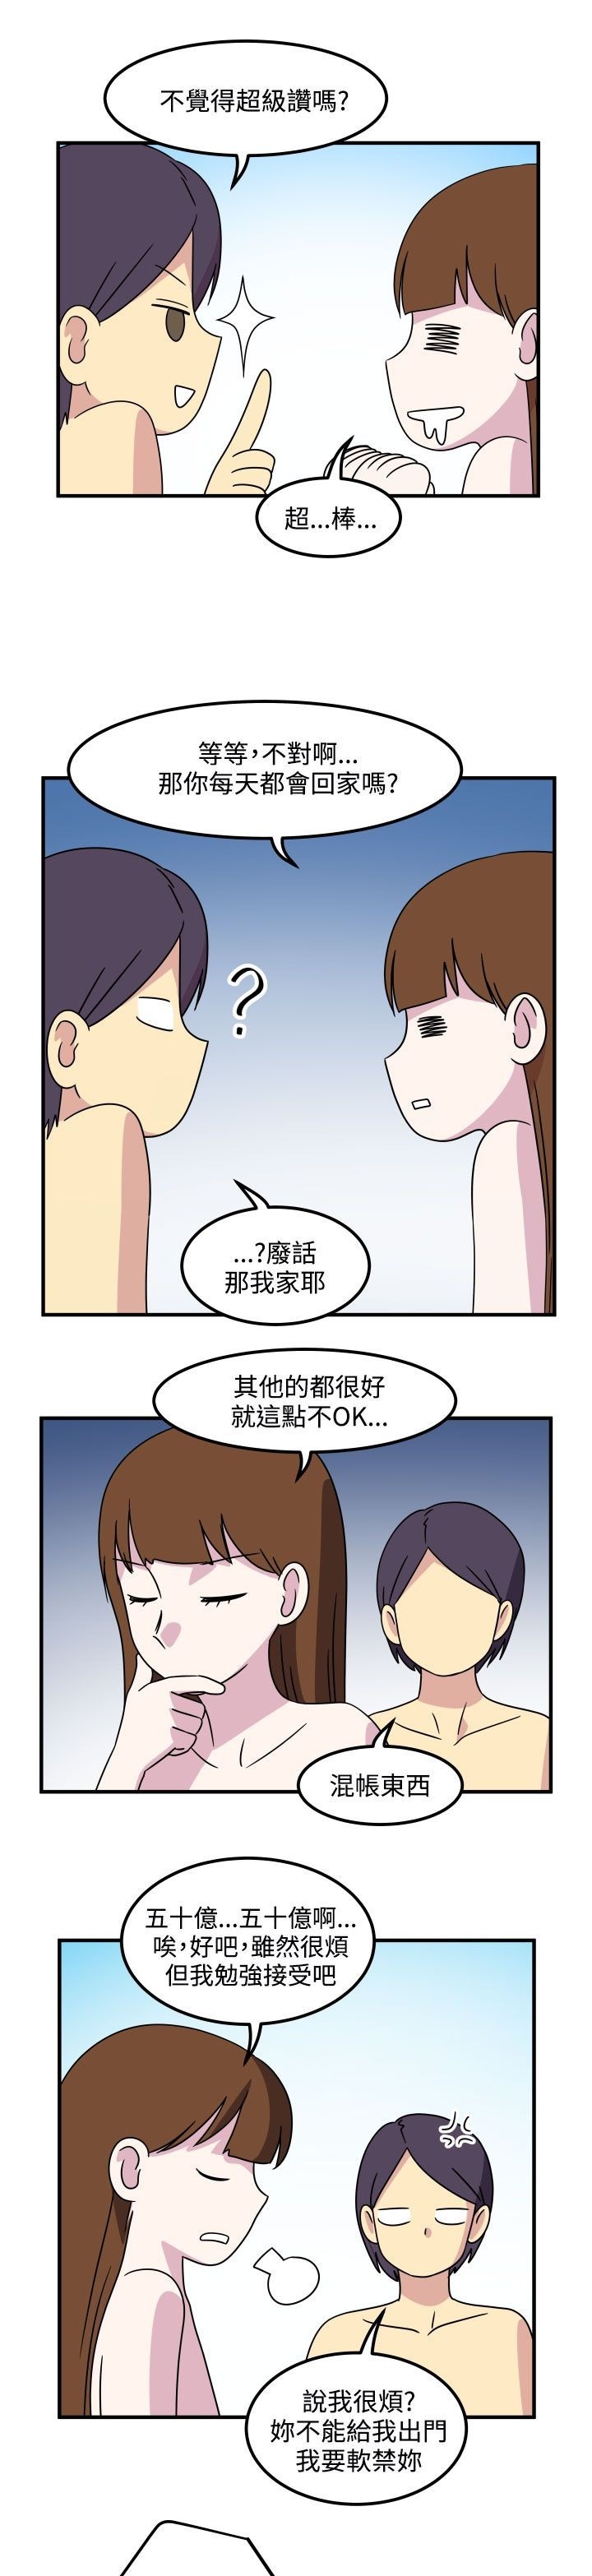 不覺得超級讚嗎?
超...棒...
等等,不對啊...
那你每天都會回家嗎?
...?廢話
那我家耶
其他的都很好
就這點不OK...
混帳東西
五十億...五十億啊...
唉,好吧,雖然很煩
但我勉強接受吧
說我很煩?
妳不能給我出門
我要軟禁妳